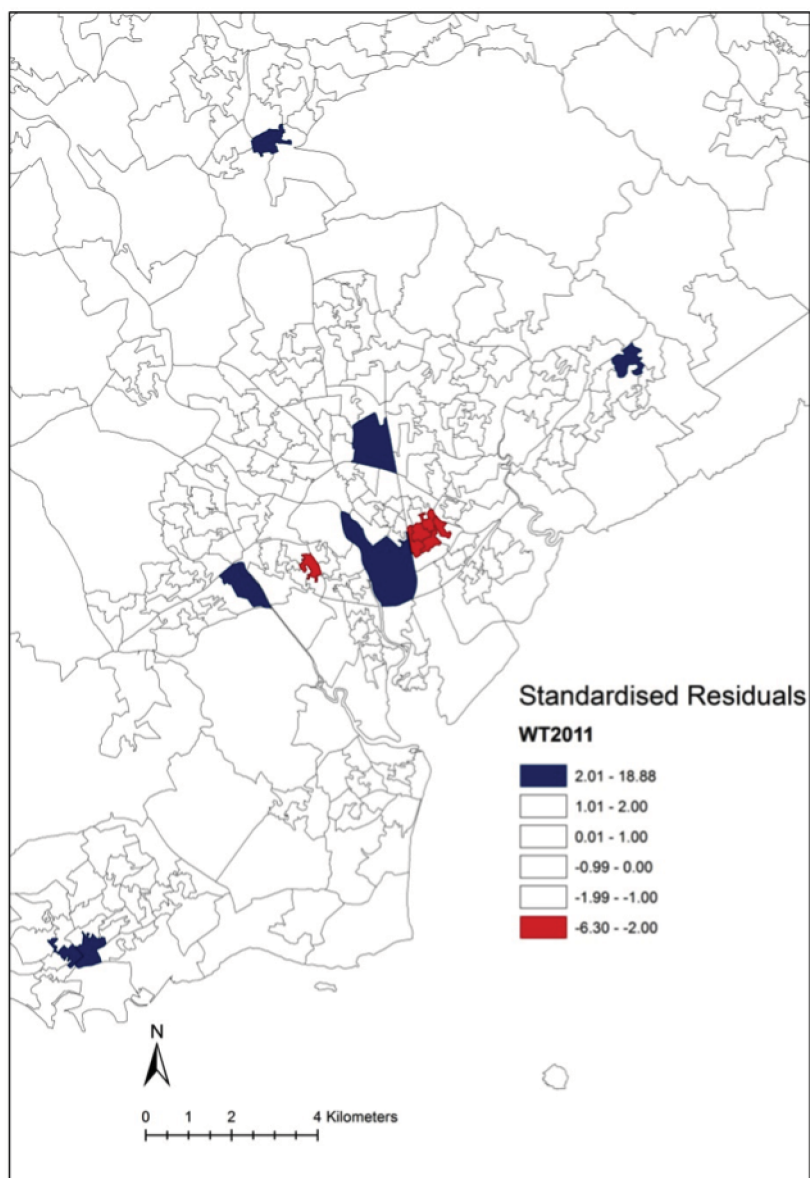 Standardised Residuals
WT2011
2.01 - 18.88
1.01 - 2.00
0.01 - 1.00
-0.99 - 0.00
-1.99 - -1.00
-6.30 - -2.00
N
0 1 2 4 Kilometers